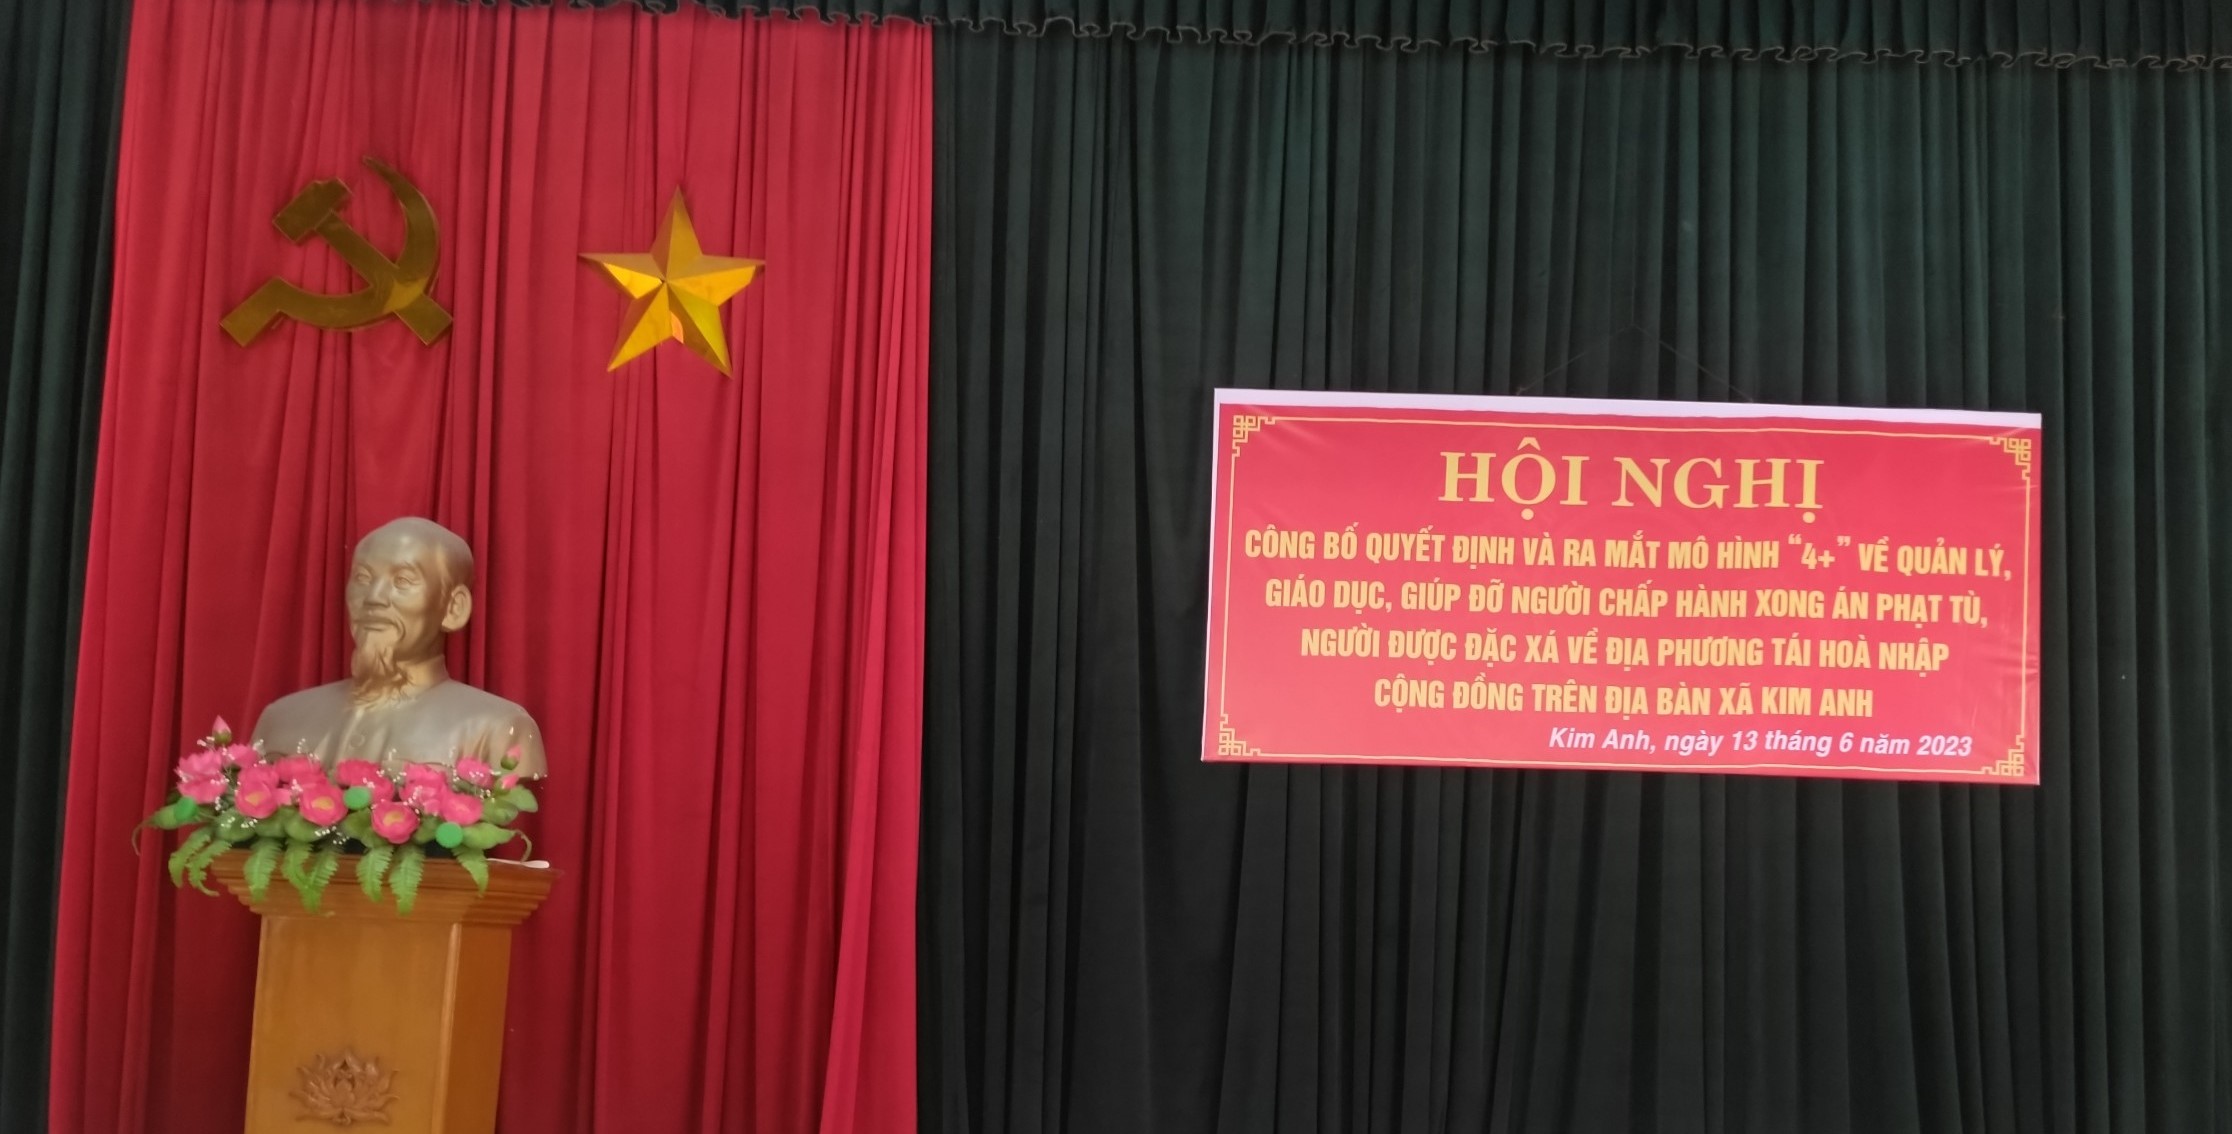 HỘI NGHỊ
CÔNG BỐ QUYẾT ĐỊNH VÀ RA MẮT MÔ HÌNH “4+” VỀ QUẢN LÝ,
GIÁO DỤC, GIÚP ĐỠ NGƯỜI CHẤP HÀNH XONG ÁN PHẠT TÙ,
NGƯỜI ĐƯỢC ĐẶC XÁ VỀ ĐỊA PHƯƠNG TÁI HOÀ NHẬP
CỘNG ĐỒNG TRÊN ĐỊA BÀN XÃ KIM ANH
Kim Anh, ngày 13 tháng 6 năm 2023